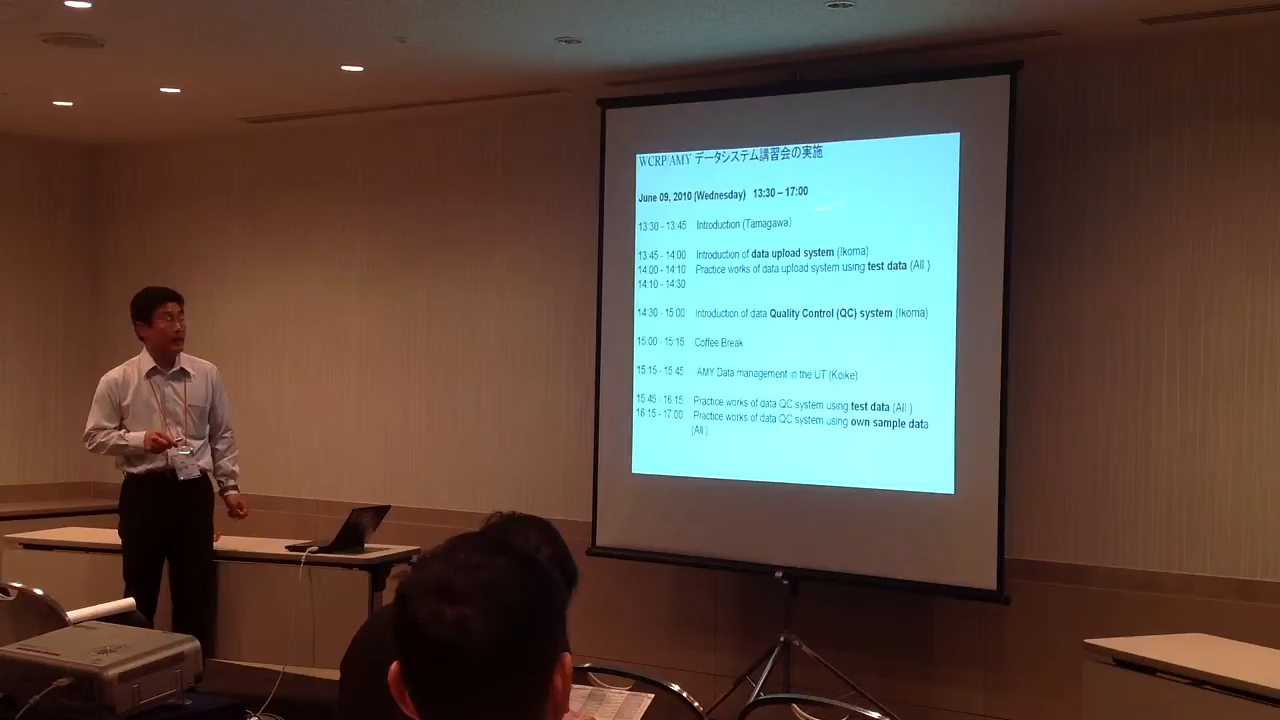 WCRP/AMY データシステム講習会の実施
June 09, 2010 (Wednesday) 13:30 – 17:00
13:30 - 13:45 Introduction (Tamagawa)
13:45 - 14:00 Introduction of data upload system (Ikoma)
14:00 - 14:10 Practice works of data upload system using test data (All )
14:10 - 14:30
14:30 - 15:00 Introduction of data Quality Control (QC) system (Ikoma)
15:00 - 15:15 Coffee Break
15:15 - 15:45 AMY Data management in the UT (Koike)
15:45 - 16:15 Practice works of data QC system using test data (All )
16:15 - 17:00 Practice works of data QC system using own sample data
(All )